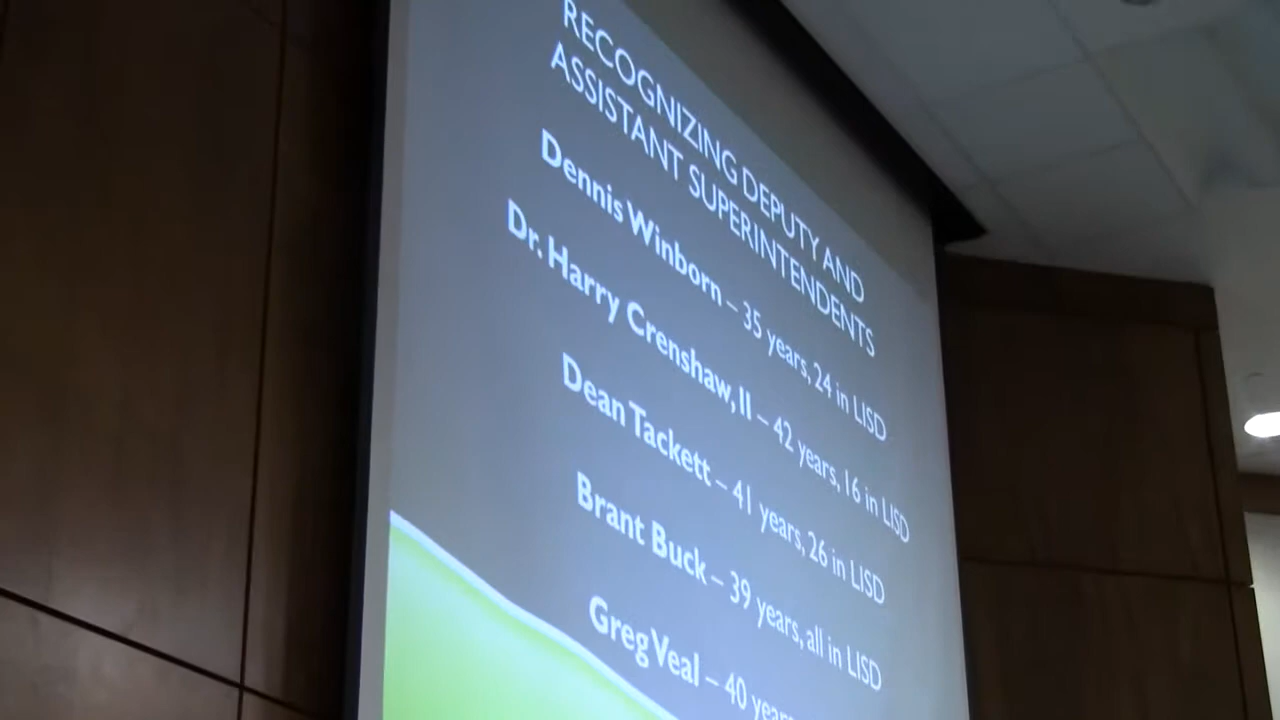 RECOGNIZING DEPUTY AND
ASSISTANT SUPERINTENDENTS
Dennis Winborn – 35 years, 24 in LISD
Dr. Harry Crenshaw, II – 42 years, 16 in LISD
Dean Tackett – 41 years, 26 in LISD
Brant Buck – 39 years, all in LISD
Greg Veal – 40 years